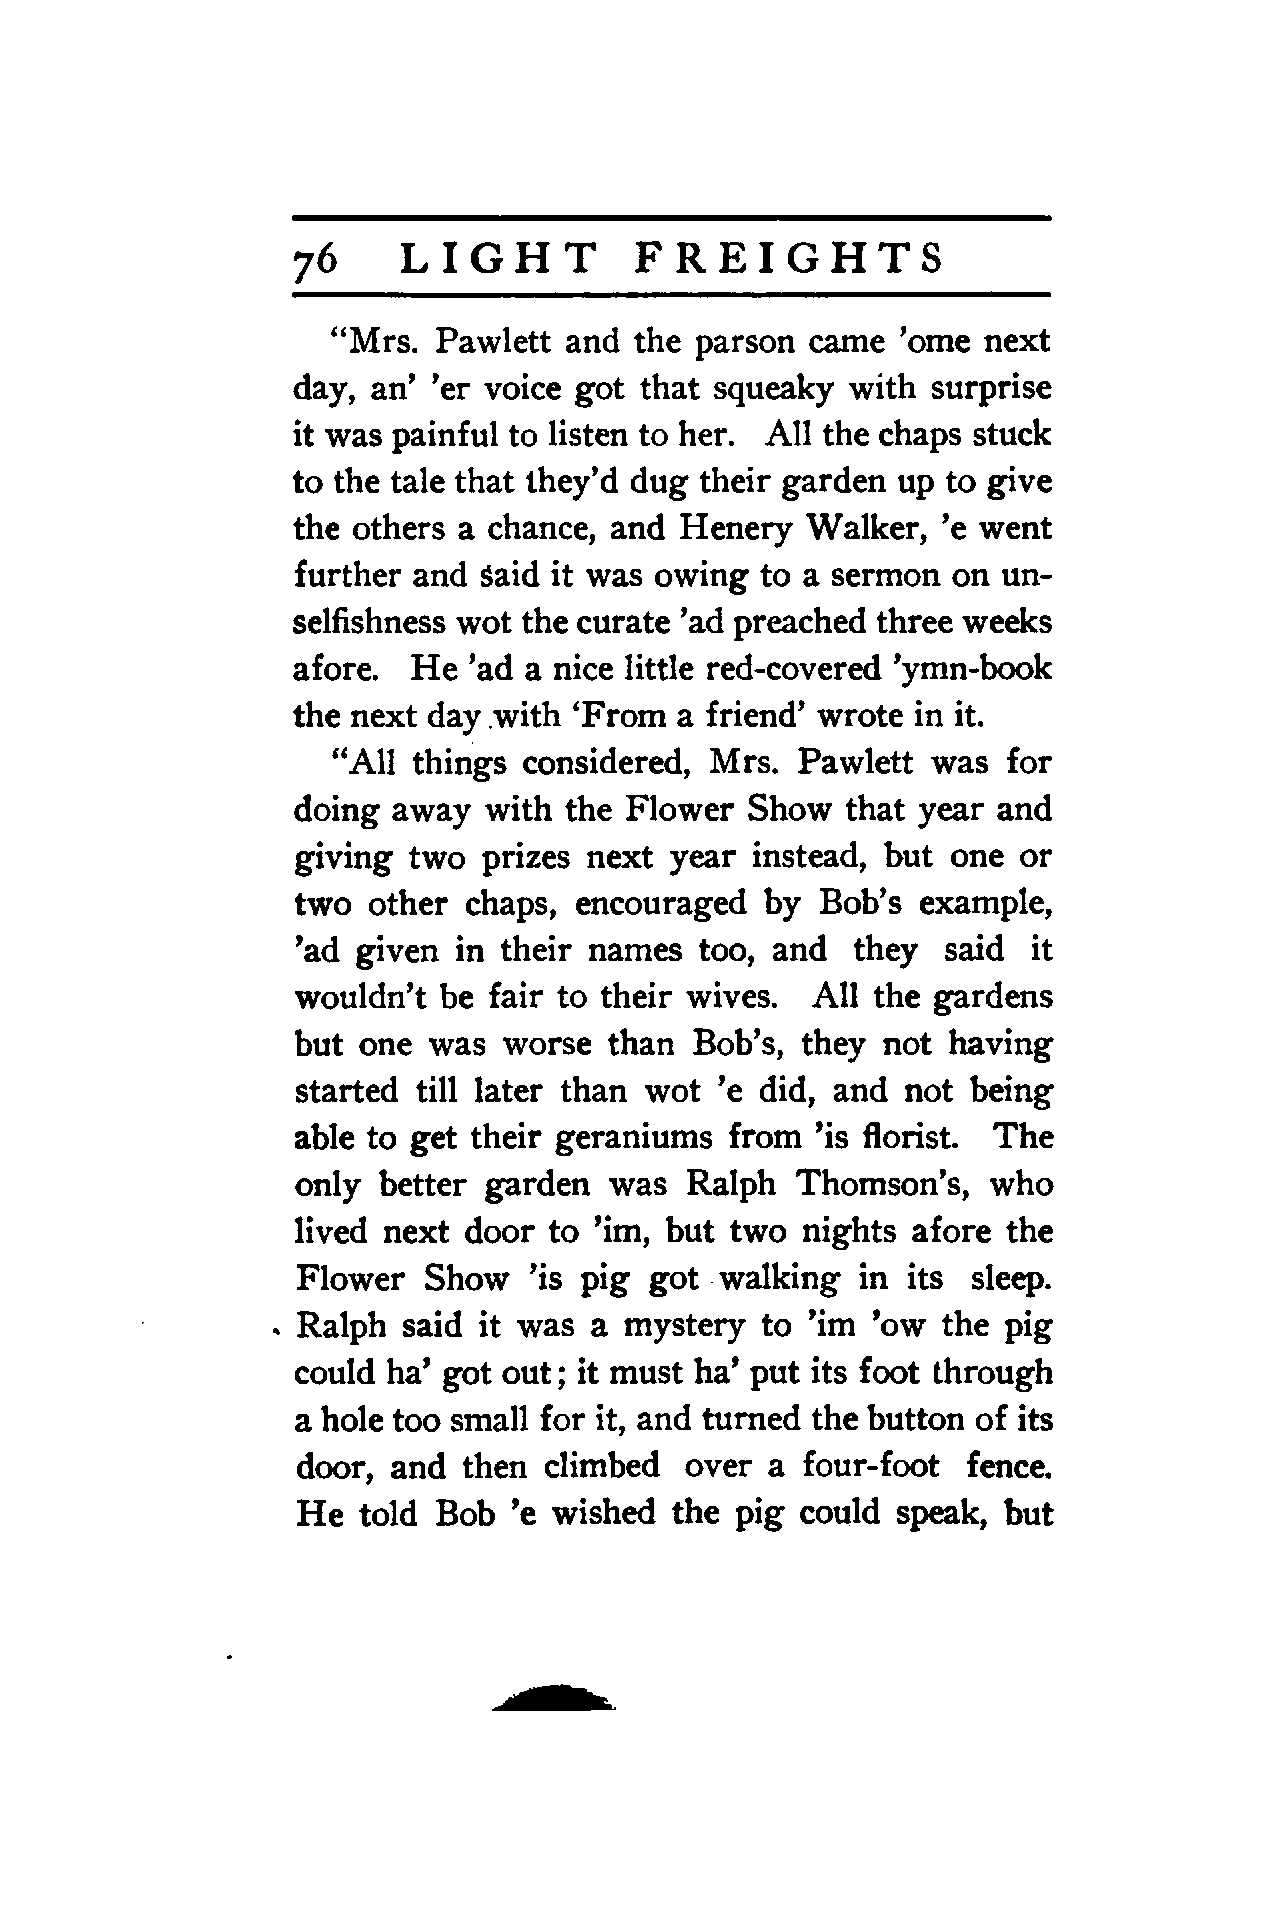 76 LIGHT FREIGHTS
“Mrs. Pawlett and the parson came ’ome next
day, an’ ’er voice got that squeaky with surprise
it was painful to listen to her. All the chaps stuck
to the tale that they’d dug their garden up to give
the others a chance, and Henery Walker, ’e went
further and said it was owing to a sermon on un-
selfishness wot the curate ’ad preached three weeks
afore. He ’ad a nice little red-covered ’ymn-book
the next day with ‘From a friend’ wrote in it.
“All things considered, Mrs. Pawlett was for
doing away with the Flower Show that year and
giving two prizes next year instead, but one or
two other chaps, encouraged by Bob’s example,
’ad given in their names too, and they said it
wouldn’t be fair to their wives. All the gardens
but one was worse than Bob’s, they not having
started till later than wot ’e did, and not being
able to get their geraniums from ’is florist. The
only better garden was Ralph Thomson’s, who
lived next door to ’im, but two nights afore the
Flower Show ’is pig got walking in its sleep.
Ralph said it was a mystery to ’im ’ow the pig
could ha’ got out; it must ha’ put its foot through
a hole too small for it, and turned the button of its
door, and then climbed over a four-foot fence.
He told Bob ’e wished the pig could speak, but